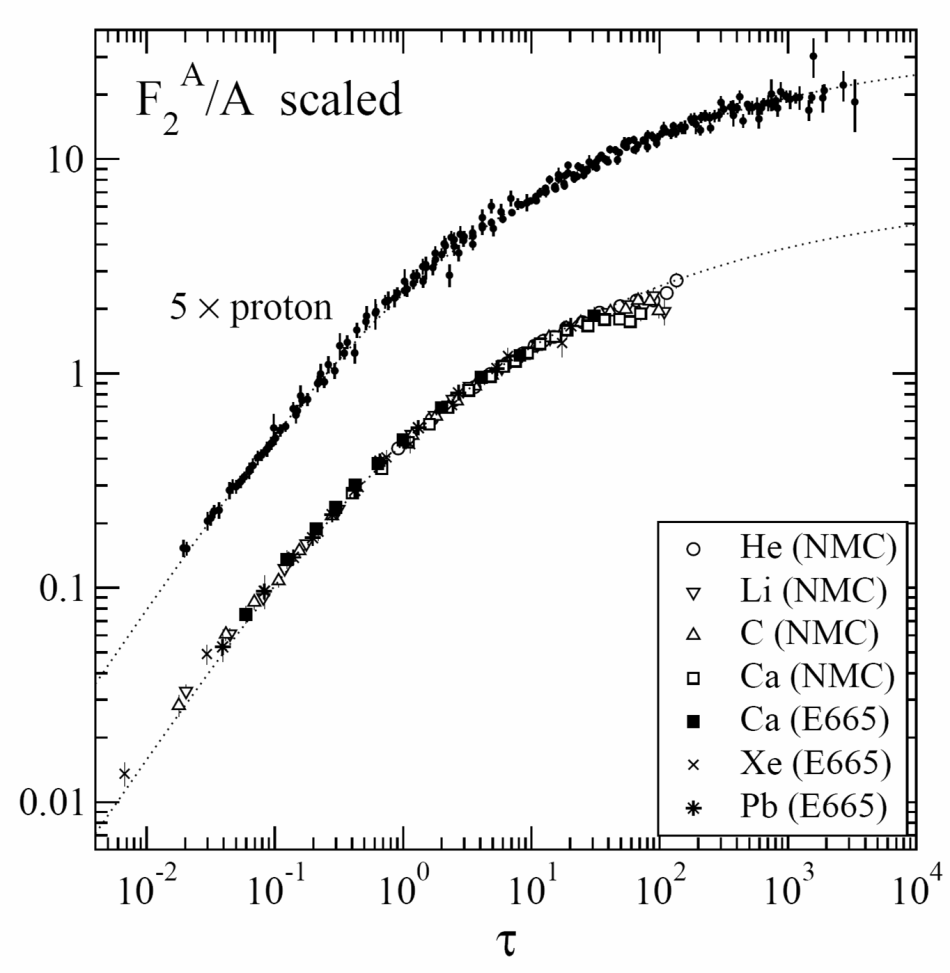 F₂ᴬ/A scaled
10
5 × proton
1
0.1
0.01
He (NMC)
Li (NMC)
C (NMC)
Ca (NMC)
Ca (E665)
Xe (E665)
Pb (E665)
10⁻² 10⁻¹ 10⁰ 10¹ 10² 10³ 10⁴
τ